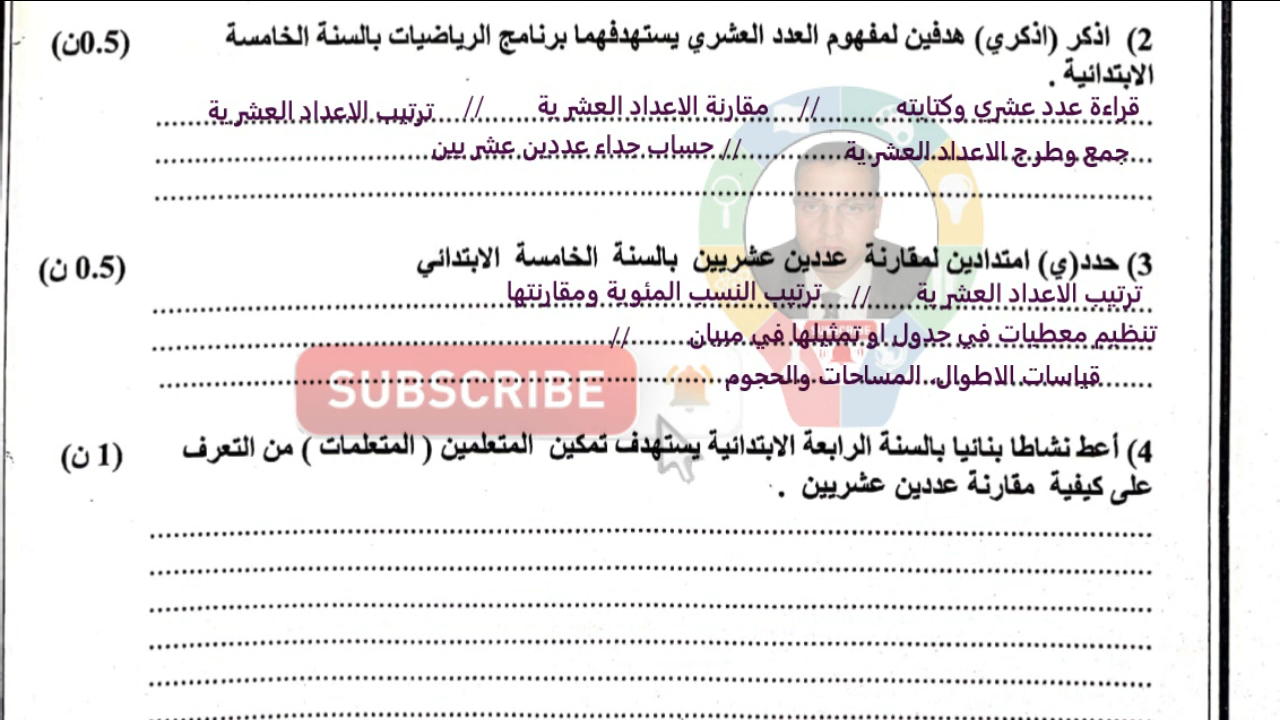 2) اذكر (اذكري) هدفين لمفهوم العدد العشري يستهدفهما برنامج الرياضيات بالسنة الخامسة (0.5ن)
الابتدائية .
قراءة عدد عشري وكتابته // مقارنة الاعداد العشرية // ترتيب الاعداد العشرية
جمع وطرح الاعداد العشرية // حساب جداء عددين عشريين
3) حدد(ي) امتدادين لمقارنة عددين عشريين بالسنة الخامسة الابتدائي (0.5 ن)
ترتيب الاعداد العشرية // ترتيب النسب المئوية ومقارنتها
تنظيم معطيات في جدول او تمثيلها في مبيان //
قياسات الاطوال، المساحات والحجوم
SUBSCRIBE
4) أعط نشاطا بنائيا بالسنة الرابعة الابتدائية يستهدف تمكين المتعلمين ( المتعلمات ) من التعرف (1 ن)
على كيفية مقارنة عددين عشريين .